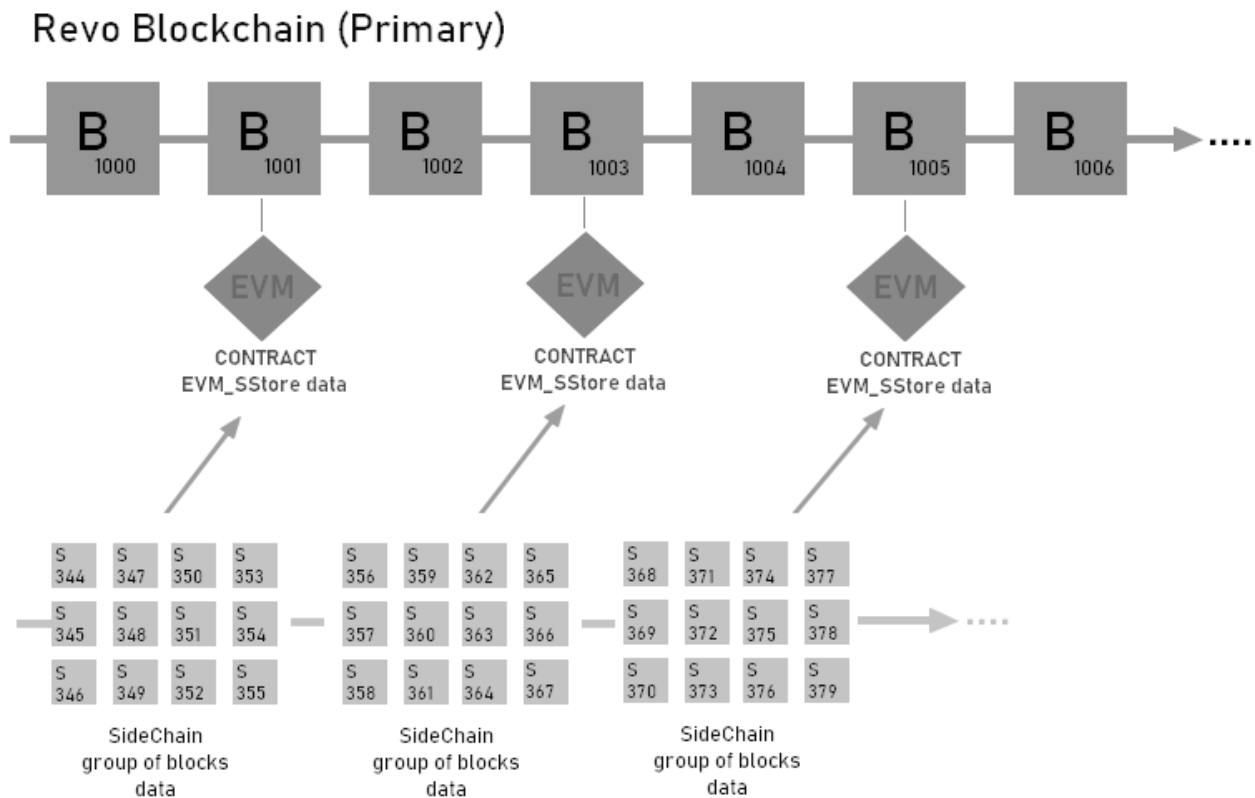 Revo Blockchain (Primary)
B 1000
B 1001
B 1002
B 1003
B 1004
B 1005
B 1006
....
EVM
EVM
EVM
CONTRACT
EVM_SStore data
CONTRACT
EVM_SStore data
CONTRACT
EVM_SStore data
S 344
S 347
S 350
S 353
S 345
S 348
S 351
S 354
S 346
S 349
S 352
S 355
S 356
S 359
S 362
S 365
S 357
S 360
S 363
S 366
S 358
S 361
S 364
S 367
S 368
S 371
S 374
S 377
S 369
S 372
S 375
S 378
S 370
S 373
S 376
S 379
....
SideChain
group of blocks
data
SideChain
group of blocks
data
SideChain
group of blocks
data